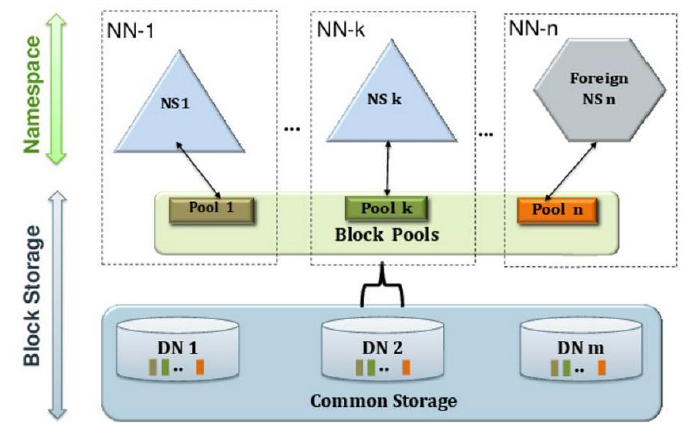 NN-1
NN-k
NN-n
Namespace
NS1
NS k
Foreign
NS n
...
...
Pool 1
Pool k
Pool n
Block Pools
Block Storage
DN 1
DN 2
DN m
..
..
..
Common Storage